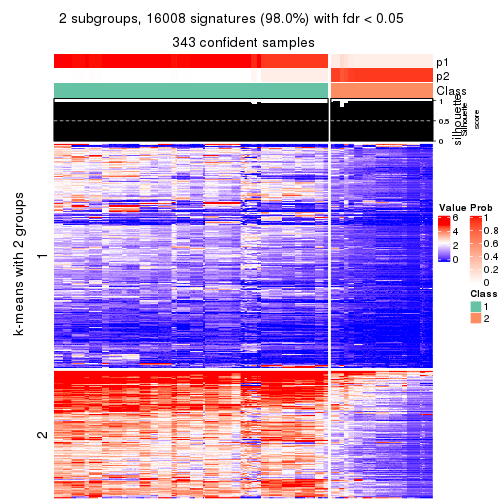 2 subgroups, 16008 signatures (98.0%) with fdr < 0.05
343 confident samples
p1
p2
Class
1
0.5
0
silhouette
Silhouette
score
k-means with 2 groups
1
2
Value
6
4
2
0
Prob
1
0.8
0.6
0.4
0.2
0
Class
1
2